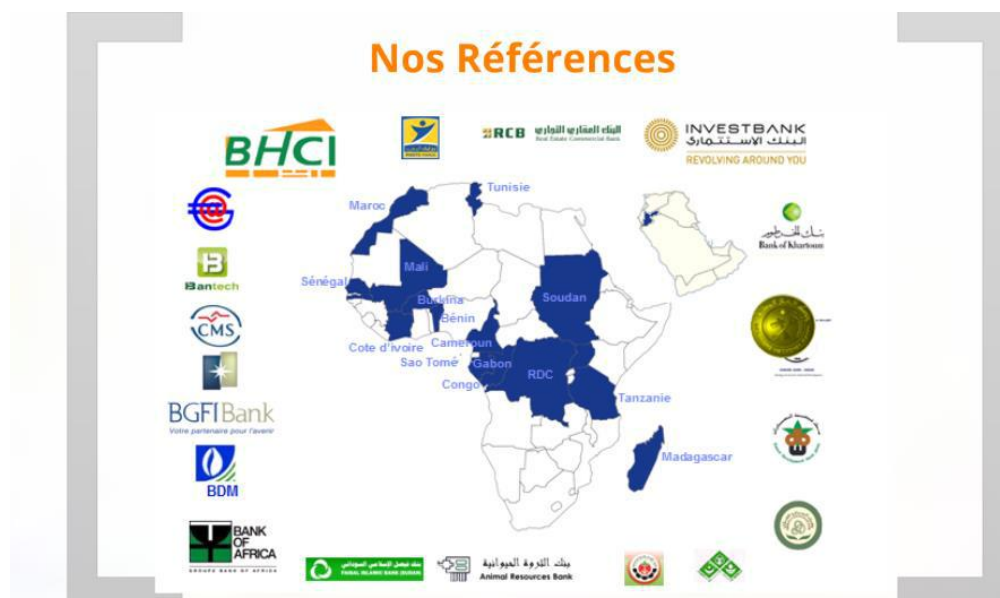 Nos Références
BHCI
RCB البنك العقاري التجاري
Real Estate Commercial Bank
INVESTBANK
البنك الاستثماري
REVOLVING AROUND YOU
Tunisie
Maroc
Mali
Sénégal
Burkina
Bénin
Soudan
Cote d'ivoire
Cameroun
Sao Tomé
Gabon
Congo
RDC
Tanzanie
Madagascar
Bantech
CMS
BGFIBank
Votre partenaire pour l'avenir
BDM
BANK
OF
AFRICA
GROUPE BANK OF AFRICA
بنك الخرطوم
Bank of Khartoum
بنك فيصل الإسلامي السوداني
FAISAL ISLAMIC BANK (SUDAN)
بنك الثروة الحيوانية
Animal Resources Bank